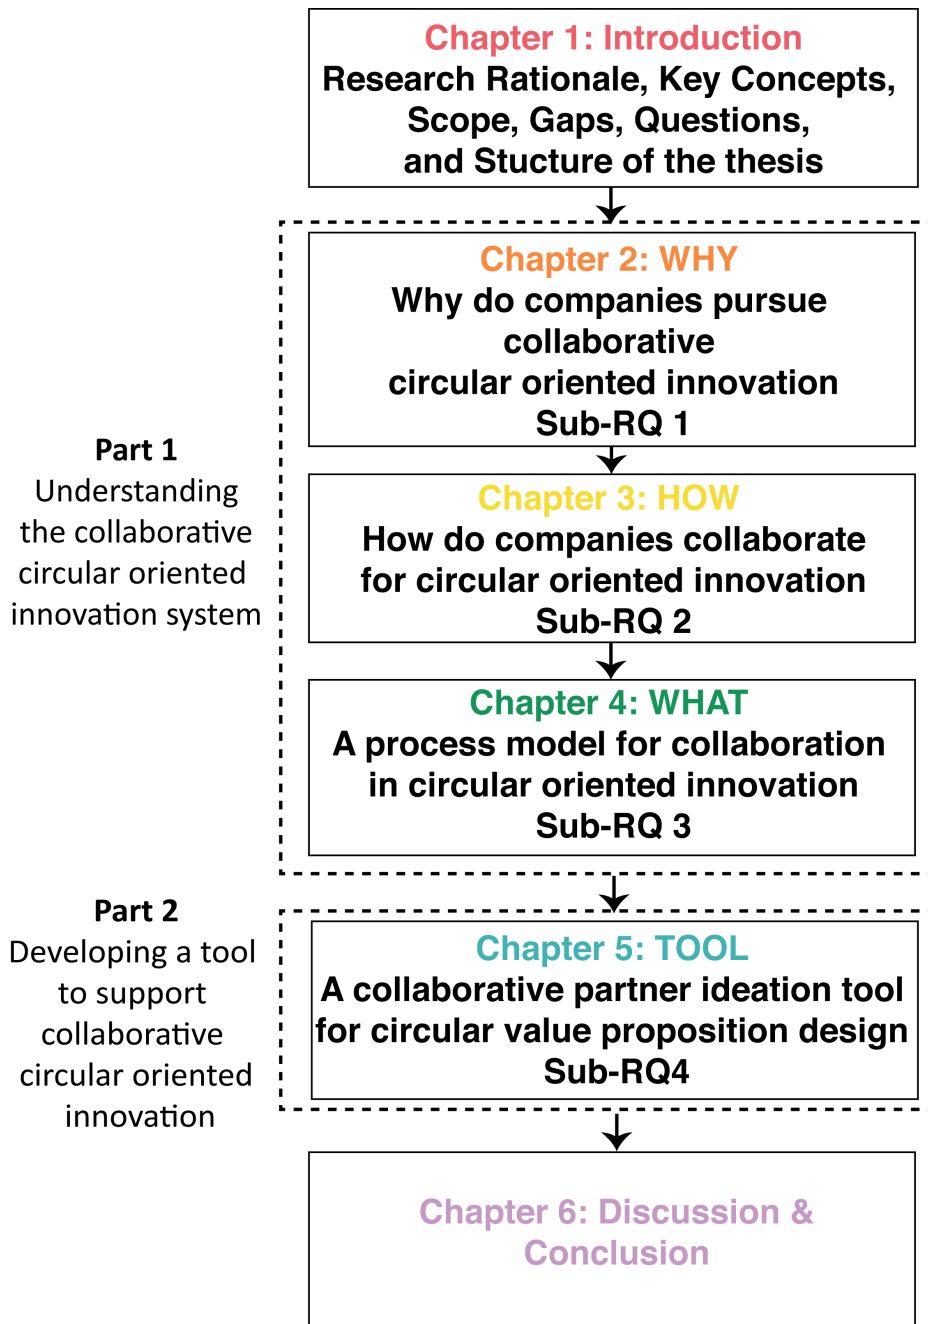 Chapter 1: Introduction
Research Rationale, Key Concepts,
Scope, Gaps, Questions,
and Stucture of the thesis
Part 1
Understanding
the collaborative
circular oriented
innovation system
Chapter 2: WHY
Why do companies pursue
collaborative
circular oriented innovation
Sub-RQ 1
Chapter 3: HOW
How do companies collaborate
for circular oriented innovation
Sub-RQ 2
Chapter 4: WHAT
A process model for collaboration
in circular oriented innovation
Sub-RQ 3
Part 2
Developing a tool
to support
collaborative
circular oriented
innovation
Chapter 5: TOOL
A collaborative partner ideation tool
for circular value proposition design
Sub-RQ4
Chapter 6: Discussion &
Conclusion